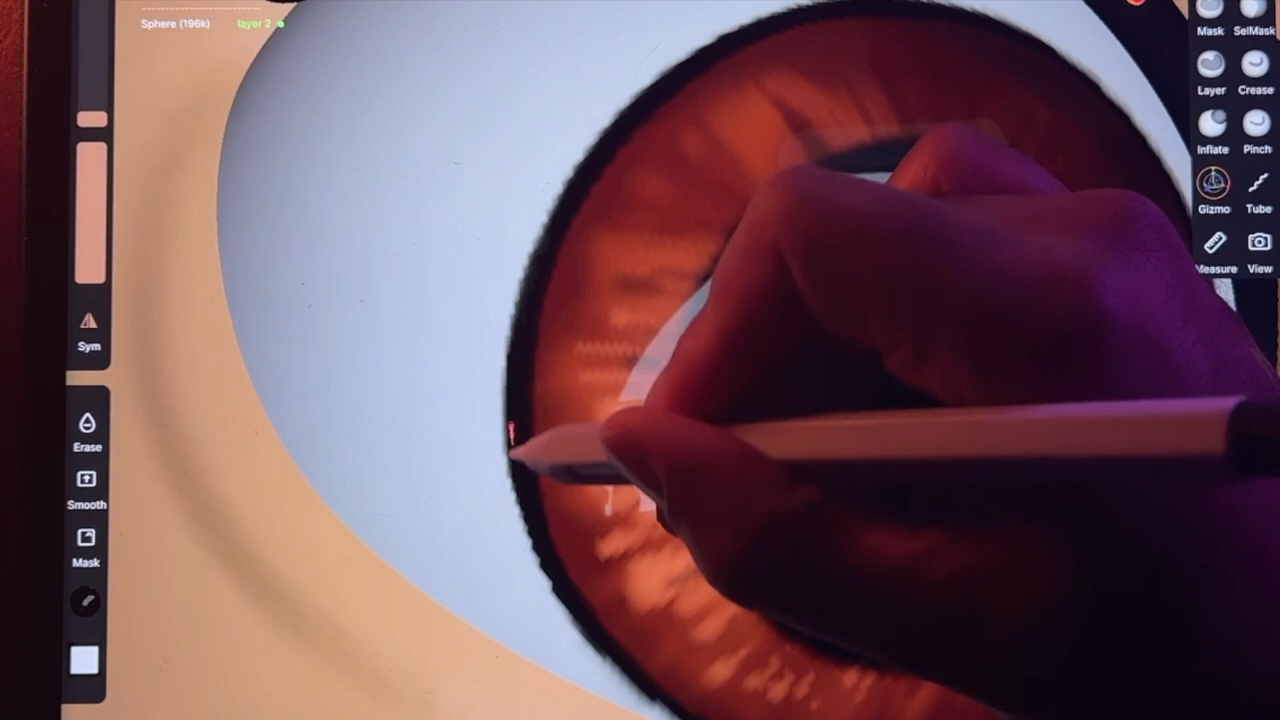 Sphere (196k) layer 2
Mask SelMask
Layer Crease
Inflate Pinch
Gizmo Tube
Measure View
Sym
Erase
Smooth
Mask